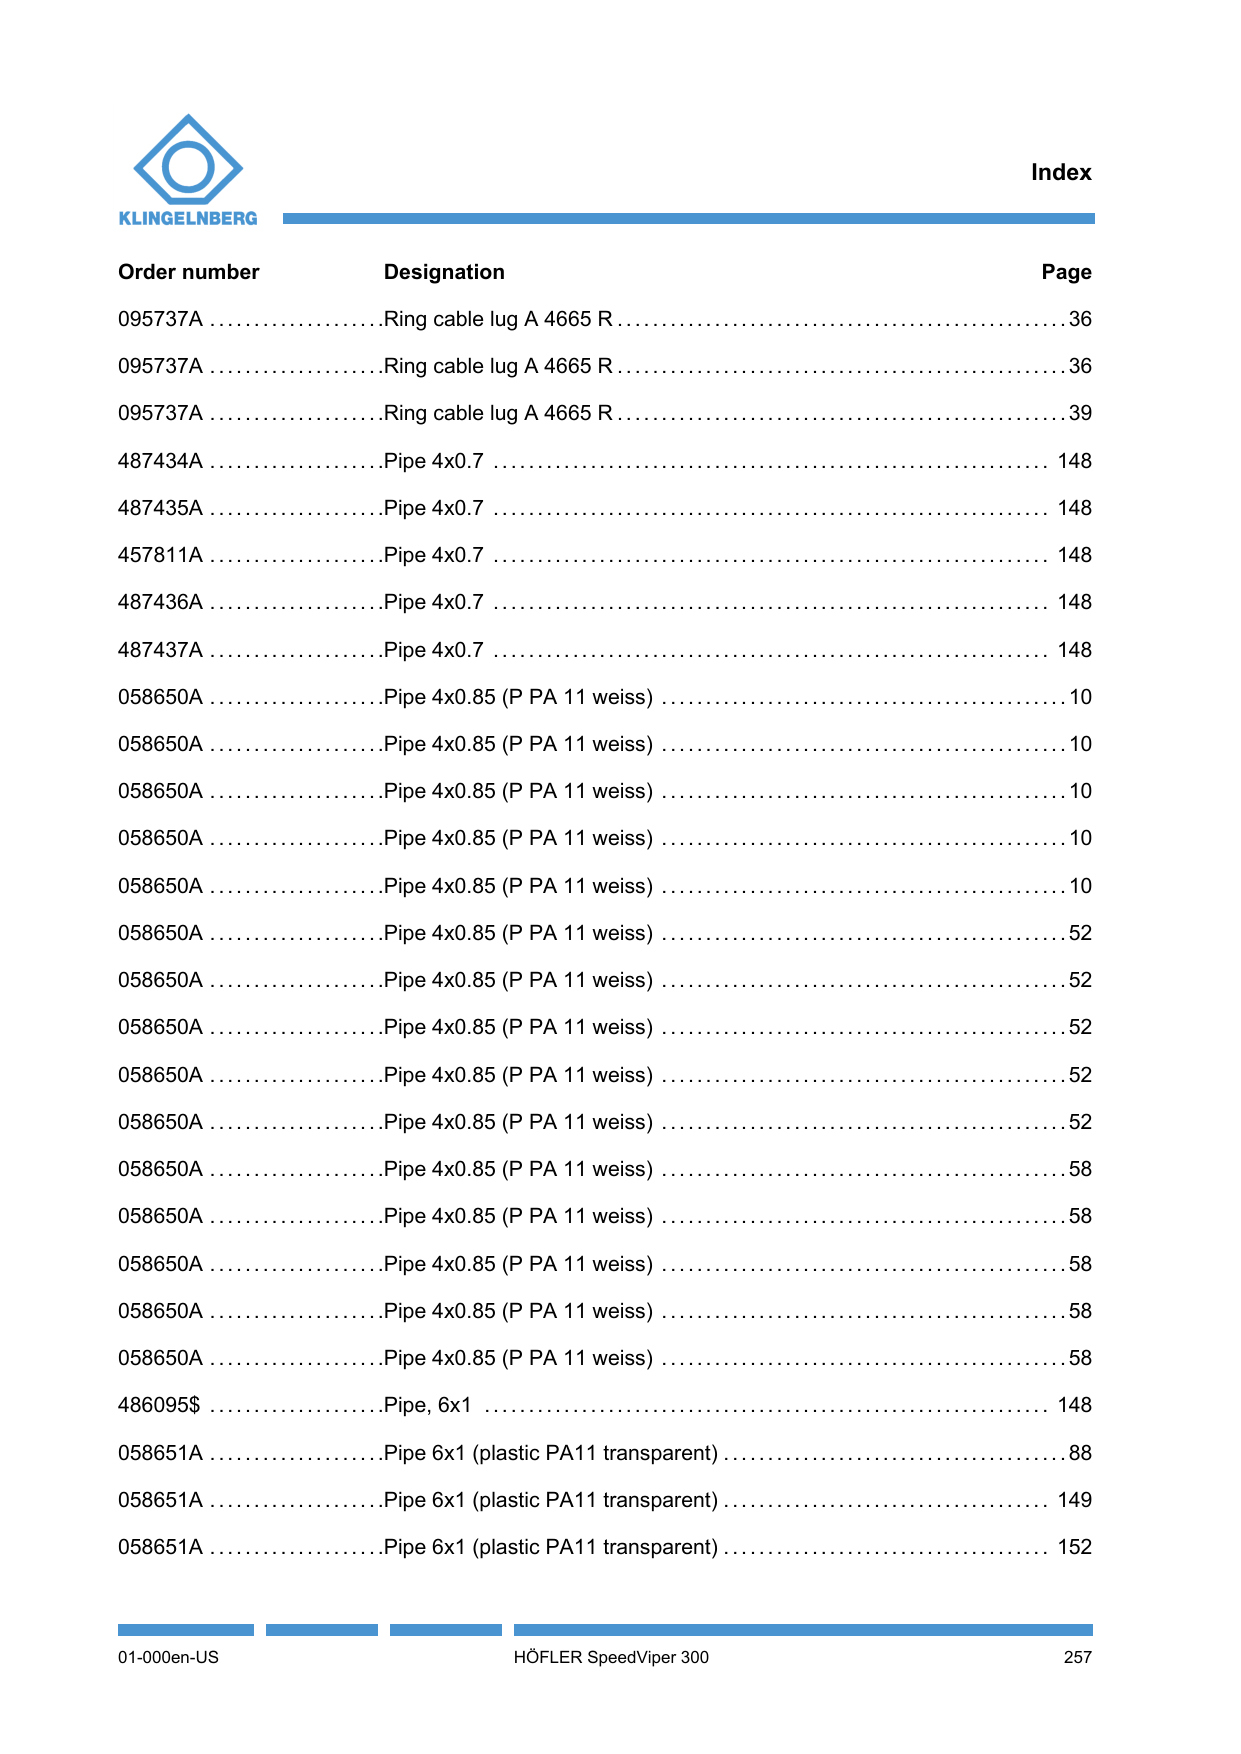 KLINGELNBERG
Index
Order number Designation Page
095737A ....................Ring cable lug A 4665 R...................................................36
095737A ....................Ring cable lug A 4665 R...................................................36
095737A ....................Ring cable lug A 4665 R...................................................39
487434A ....................Pipe 4x0.7 ............................................................... 148
487435A ....................Pipe 4x0.7 ............................................................... 148
457811A ....................Pipe 4x0.7 ............................................................... 148
487436A ....................Pipe 4x0.7 ............................................................... 148
487437A ....................Pipe 4x0.7 ............................................................... 148
058650A ....................Pipe 4x0.85 (P PA 11 weiss) ..............................................10
058650A ....................Pipe 4x0.85 (P PA 11 weiss) ..............................................10
058650A ....................Pipe 4x0.85 (P PA 11 weiss) ..............................................10
058650A ....................Pipe 4x0.85 (P PA 11 weiss) ..............................................10
058650A ....................Pipe 4x0.85 (P PA 11 weiss) ..............................................10
058650A ....................Pipe 4x0.85 (P PA 11 weiss) ..............................................52
058650A ....................Pipe 4x0.85 (P PA 11 weiss) ..............................................52
058650A ....................Pipe 4x0.85 (P PA 11 weiss) ..............................................52
058650A ....................Pipe 4x0.85 (P PA 11 weiss) ..............................................52
058650A ....................Pipe 4x0.85 (P PA 11 weiss) ..............................................52
058650A ....................Pipe 4x0.85 (P PA 11 weiss) ..............................................58
058650A ....................Pipe 4x0.85 (P PA 11 weiss) ..............................................58
058650A ....................Pipe 4x0.85 (P PA 11 weiss) ..............................................58
058650A ....................Pipe 4x0.85 (P PA 11 weiss) ..............................................58
058650A ....................Pipe 4x0.85 (P PA 11 weiss) ..............................................58
486095$ ....................Pipe, 6x1 ................................................................ 148
058651A ....................Pipe 6x1 (plastic PA11 transparent).......................................88
058651A ....................Pipe 6x1 (plastic PA11 transparent)..................................... 149
058651A ....................Pipe 6x1 (plastic PA11 transparent)..................................... 152
01-000en-US HÖFLER SpeedViper 300 257